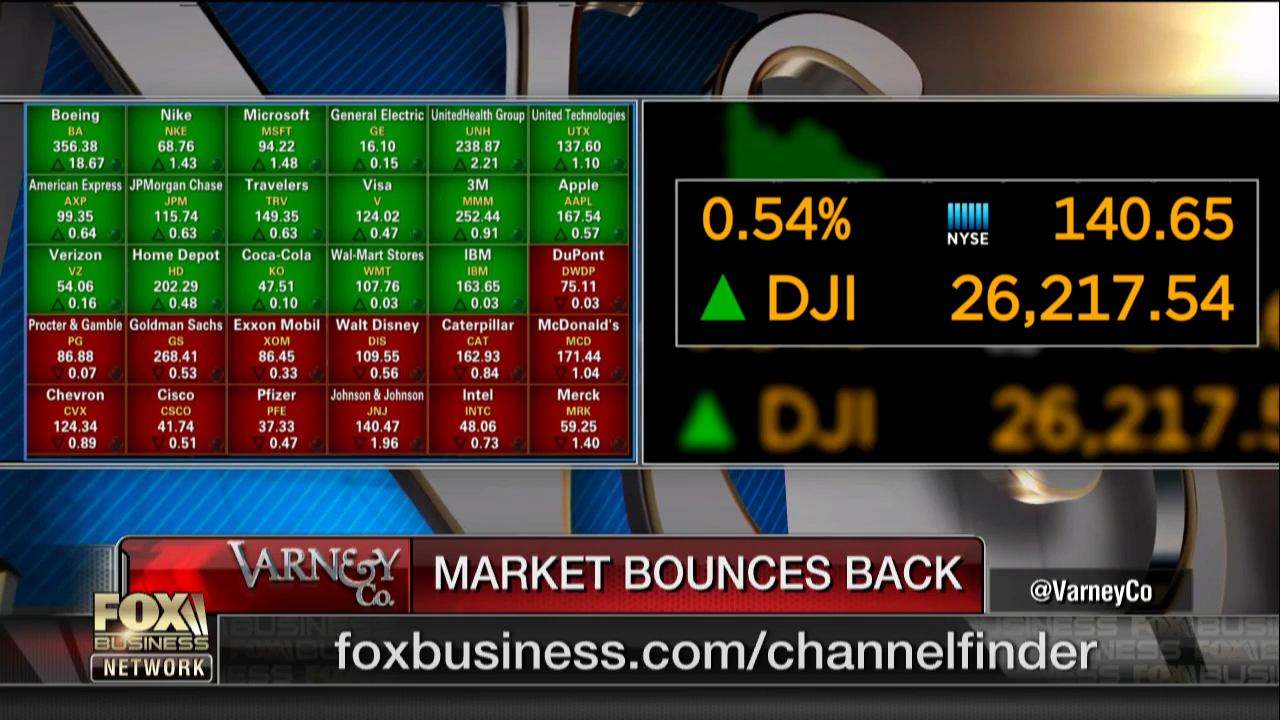 Boeing
BA
356.38
△ 18.67
Nike
NKE
68.76
△ 1.43
Microsoft
MSFT
94.22
△ 1.48
General Electric
GE
16.10
△ 0.15
UnitedHealth Group
UNH
238.87
△ 2.21
United Technologies
UTX
137.60
△ 1.10
American Express
AXP
99.35
△ 0.64
JPMorgan Chase
JPM
115.74
△ 0.63
Travelers
TRV
149.35
△ 0.63
Visa
V
124.02
△ 0.47
3M
MMM
252.44
△ 0.91
Apple
AAPL
167.54
△ 0.57
Verizon
VZ
54.06
△ 0.16
Home Depot
HD
202.29
△ 0.48
Coca-Cola
KO
47.51
△ 0.10
Wal-Mart Stores
WMT
107.76
△ 0.03
IBM
IBM
163.65
△ 0.03
DuPont
DWDP
75.11
▽ 0.03
Procter & Gamble
PG
86.88
▽ 0.07
Goldman Sachs
GS
268.41
▽ 0.53
Exxon Mobil
XOM
86.45
▽ 0.33
Walt Disney
DIS
109.55
▽ 0.56
Caterpillar
CAT
162.93
▽ 0.84
McDonald's
MCD
171.44
▽ 1.04
Chevron
CVX
124.34
▽ 0.89
Cisco
CSCO
41.74
▽ 0.51
Pfizer
PFE
37.33
▽ 0.47
Johnson & Johnson
JNJ
140.47
▽ 1.96
Intel
INTC
48.06
▽ 0.73
Merck
MRK
59.25
▽ 1.40
0.54% NYSE 140.65
▲ DJI 26,217.54
▲ DJI 26,217.5
VARNEY Co.
MARKET BOUNCES BACK
@VarneyCo
FOX
BUSINESS
NETWORK
foxbusiness.com/channelfinder